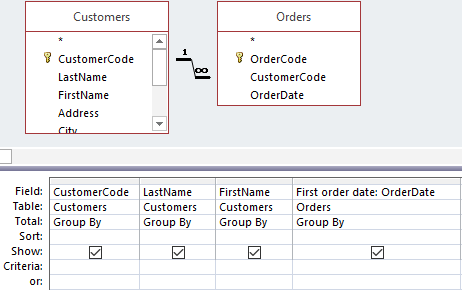 Customers
*
CustomerCode
LastName
FirstName
Address
City
1
∞
Orders
*
OrderCode
CustomerCode
OrderDate
Field: CustomerCode LastName FirstName First order date: OrderDate
Table: Customers Customers Customers Orders
Total: Group By Group By Group By Group By
Sort:
Show:
Criteria:
or: